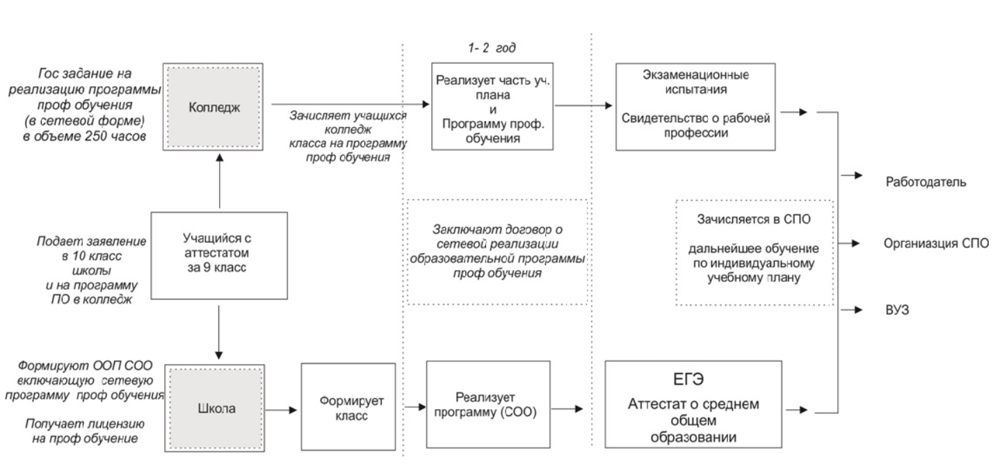 1- 2 год
Гос задание на
реализацию программы
проф обучения
(в сетевой форме)
в объеме 250 часов
Колледж
Зачисляет учащихся
колледж
класса на программу
проф обучения
Реализует часть уч.
плана
и
Программу проф.
обучения
Экзаменационные
испытания
Свидетельство о рабочей
профессии
Подает заявление
в 10 класс
школы
и на программу
ПО в колледж
Учащийся с
аттестатом
за 9 класс
Заключают договор о
сетевой реализации
образовательной программы
проф обучения
Зачисляется в СПО
дальнейшее обучение
по индивидуальному
учебному плану
Работодатель
Органиазция СПО
ВУЗ
Формируют ООП СОО
включающую сетевую
программу проф обучения
Получает лицензию
на проф обучение
Школа
Формирует
класс
Реализует
программу (СОО)
ЕГЭ
Аттестат о среднем
общем
образовании